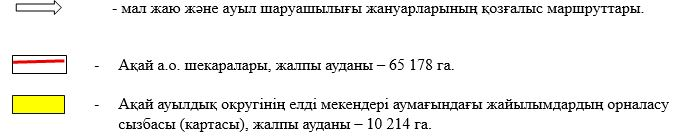 - мал жаю және ауыл шаруашылығы жануарларының қозғалыс маршруттары.
- Ақай а.о. шекаралары, жалпы ауданы – 65 178 га.
- Ақай ауылдық округінің елді мекендері аумағындағы жайылымдардың орналасу
сызбасы (картасы), жалпы ауданы – 10 214 га.